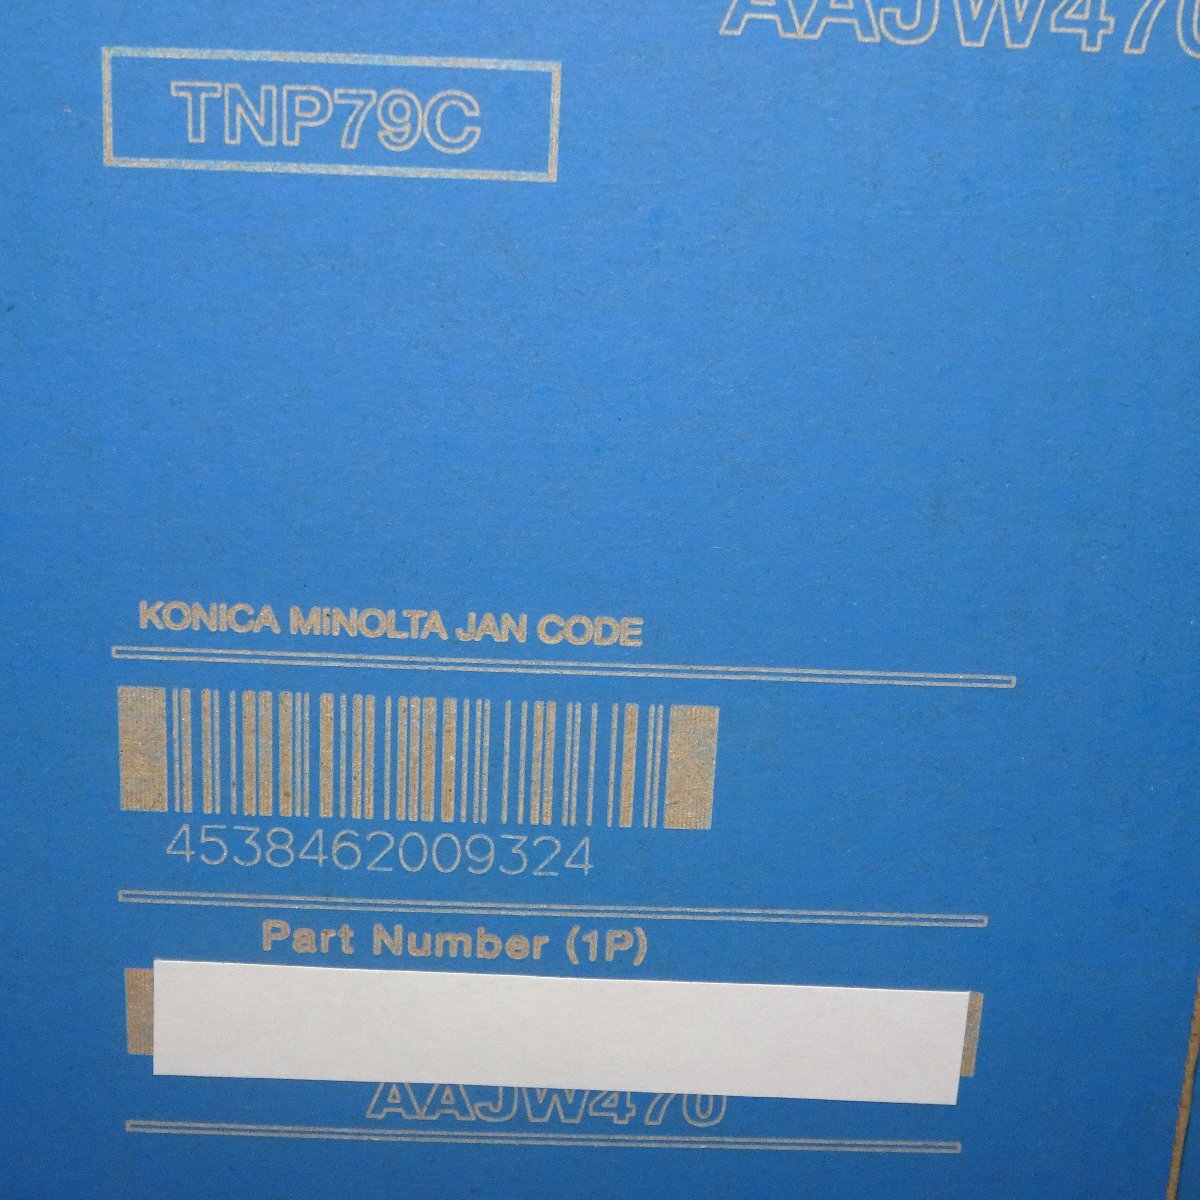 AAJW470
TNP79C
KONICA MINOLTA JAN CODE
4538462009324
Part Number (1P)
AAJW470